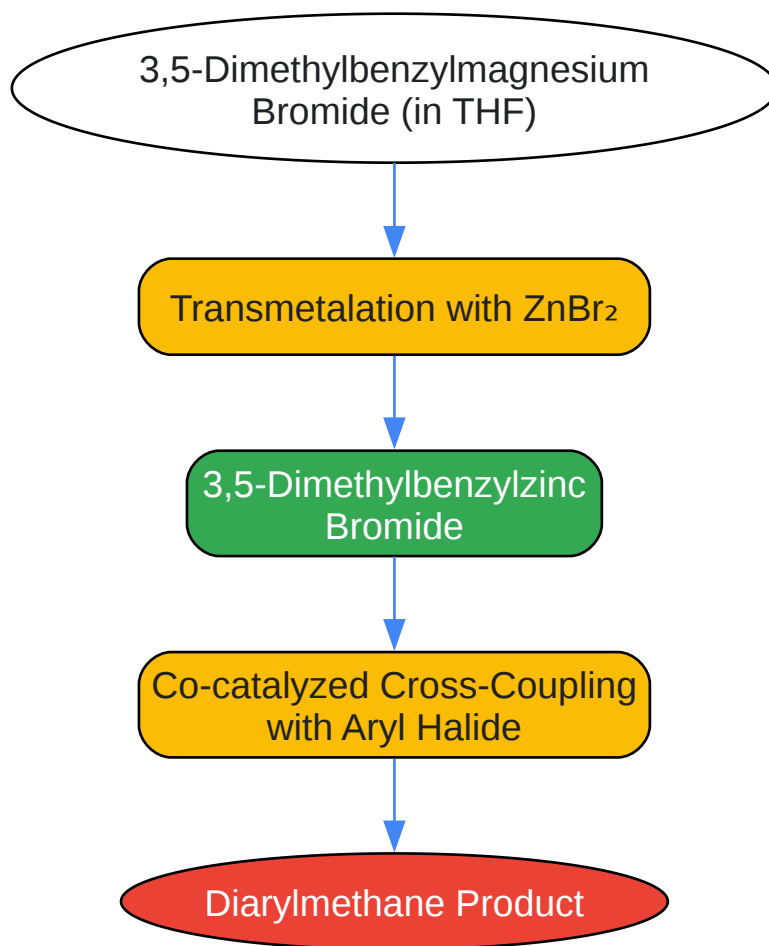 3,5-Dimethylbenzylmagnesium
Bromide (in THF)
Transmetalation with ZnBr₂
3,5-Dimethylbenzylzinc
Bromide
Co-catalyzed Cross-Coupling
with Aryl Halide
Diarylmethane Product